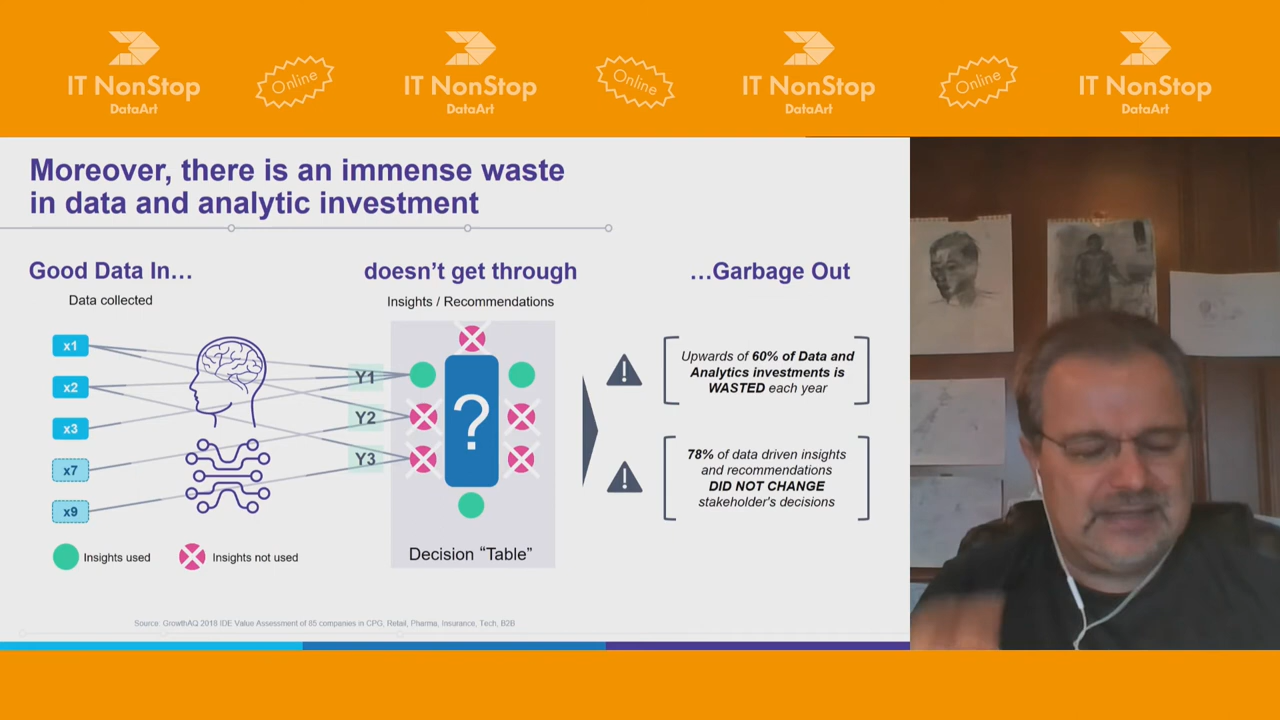 IT NonStop
DataArt
Online
IT NonStop
DataArt
Online
IT NonStop
DataArt
Online
IT NonStop
DataArt
Moreover, there is an immense waste
in data and analytic investment
Good Data In…
doesn’t get through
…Garbage Out
Data collected
Insights / Recommendations
x1
x2
x3
x7
x9
Y1
Y2
Y3
?
Decision “Table”
Insights used
Insights not used
!
Upwards of 60% of Data and
Analytics investments is
WASTED each year
!
78% of data driven insights
and recommendations
DID NOT CHANGE
stakeholder's decisions
Source: GrowthAQ 2018 IDE Value Assessment of 85 companies in CPG, Retail, Pharma, Insurance, Tech, B2B